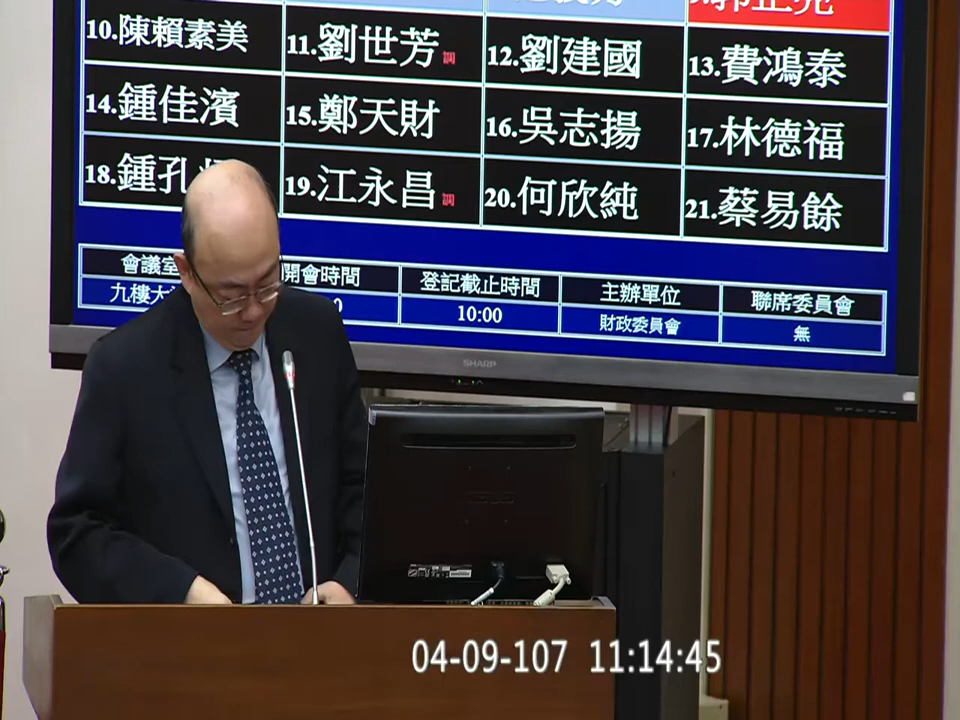 10.陳賴素美 11.劉世芳 調 12.劉建國 13.費鴻泰
14.鍾佳濱 15.鄭天財 16.吳志揚 17.林德福
18.鍾孔 19.江永昌 調 20.何欣純 21.蔡易餘
會議室 開會時間 登記截止時間 主辦單位 聯席委員會
九樓大 0 10:00 財政委員會 無
SHARP
04-09-107 11:14:45